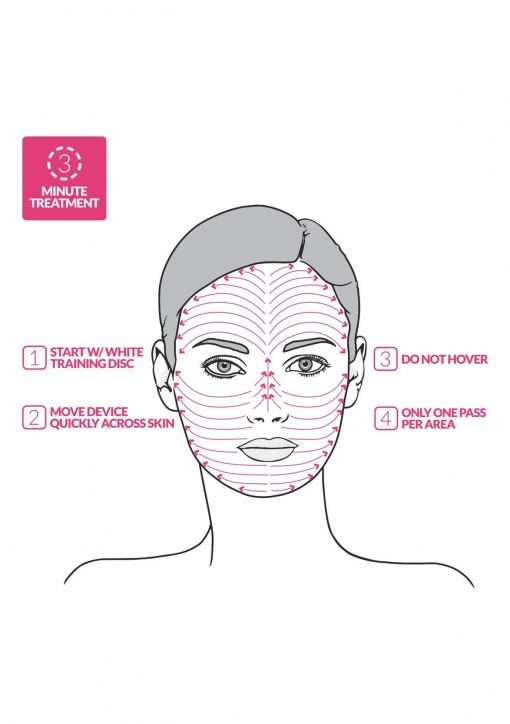 3
MINUTE
TREATMENT
1 START W/ WHITE
TRAINING DISC
2 MOVE DEVICE
QUICKLY ACROSS SKIN
3 DO NOT HOVER
4 ONLY ONE PASS
PER AREA